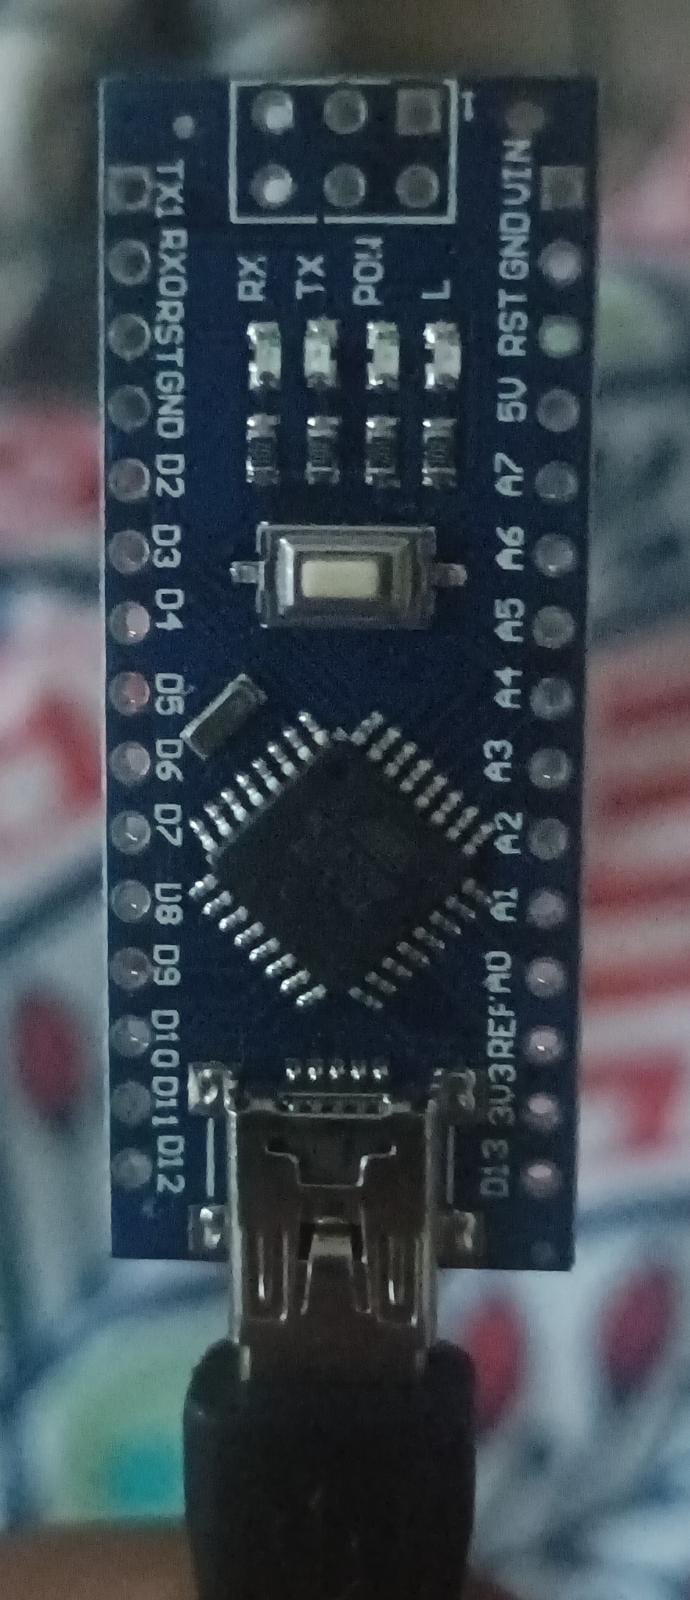 1
RX TX POW L
TX1
RX0
RST
GND
D2
D3
D4
D5
D6
D7
D8
D9
D10
D11
D12
VIN
GND
RST
5V
A7
A6
A5
A4
A3
A2
A1
A0
REF
3V3
D13